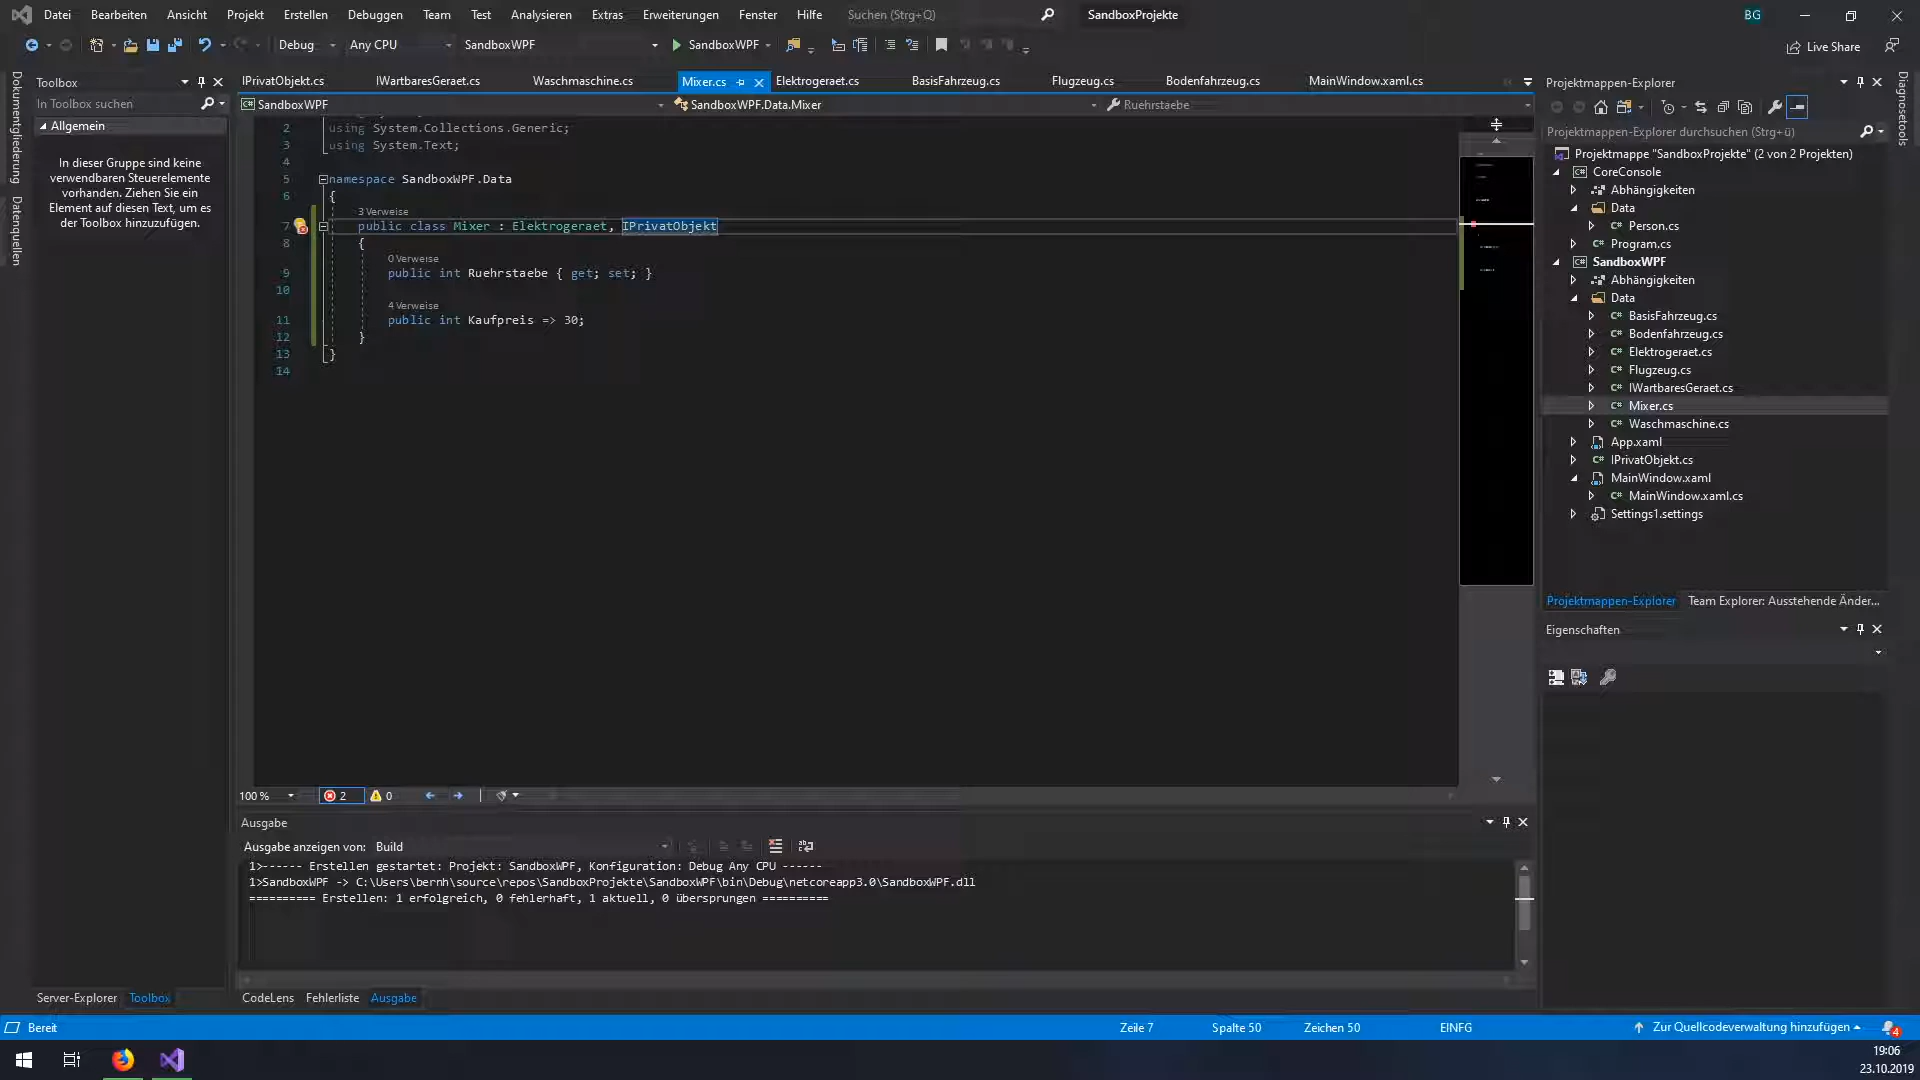 Datei Bearbeiten Ansicht Projekt Erstellen Debuggen Team Test Analysieren Extras Erweiterungen Fenster Hilfe Suchen (Strg+Q) SandboxProjekte BG
Debug Any CPU SandboxWPF SandboxWPF Live Share
Dokumentgliederung
Datenquellen
Toolbox
In Toolbox suchen
Allgemein
In dieser Gruppe sind keine
verwendbaren Steuerelemente
vorhanden. Ziehen Sie ein
Element auf diesen Text, um es
der Toolbox hinzuzufügen.
Server-Explorer Toolbox
IPrivatObjekt.cs IWartbaresGeraet.cs Waschmaschine.cs Mixer.cs Elektrogeraet.cs BasisFahrzeug.cs Flugzeug.cs Bodenfahrzeug.cs MainWindow.xaml.cs
SandboxWPF SandboxWPF.Data.Mixer Ruehrstaebe
2 using System.Collections.Generic;
3 using System.Text;
4
5 namespace SandboxWPF.Data
6 {
3 Verweise
7 public class Mixer : Elektrogeraet, IPrivatObjekt
8 {
0 Verweise
9 public int Ruehrstaebe { get; set; }
10
4 Verweise
11 public int Kaufpreis => 30;
12 }
13 }
14
100 % 2 0
Ausgabe
Ausgabe anzeigen von: Build
1>------ Erstellen gestartet: Projekt: SandboxWPF, Konfiguration: Debug Any CPU ------
1>SandboxWPF -> C:\Users\bernh\source\repos\SandboxProjekte\SandboxWPF\bin\Debug\netcoreapp3.0\SandboxWPF.dll
========== Erstellen: 1 erfolgreich, 0 fehlerhaft, 1 aktuell, 0 übersprungen ==========
CodeLens Fehlerliste Ausgabe
Projektmappen-Explorer
Projektmappen-Explorer durchsuchen (Strg+ü)
Projektmappe "SandboxProjekte" (2 von 2 Projekten)
CoreConsole
Abhängigkeiten
Data
C# Person.cs
C# Program.cs
SandboxWPF
Abhängigkeiten
Data
C# BasisFahrzeug.cs
C# Bodenfahrzeug.cs
C# Elektrogeraet.cs
C# Flugzeug.cs
C# IWartbaresGeraet.cs
C# Mixer.cs
C# Waschmaschine.cs
App.xaml
C# IPrivatObjekt.cs
MainWindow.xaml
C# MainWindow.xaml.cs
Settings1.settings
Projektmappen-Explorer Team Explorer: Ausstehende Änder...
Eigenschaften
Diagnosetools
Bereit Zeile 7 Spalte 50 Zeichen 50 EINFG Zur Quellcodeverwaltung hinzufügen 4
19:06
23.10.2019